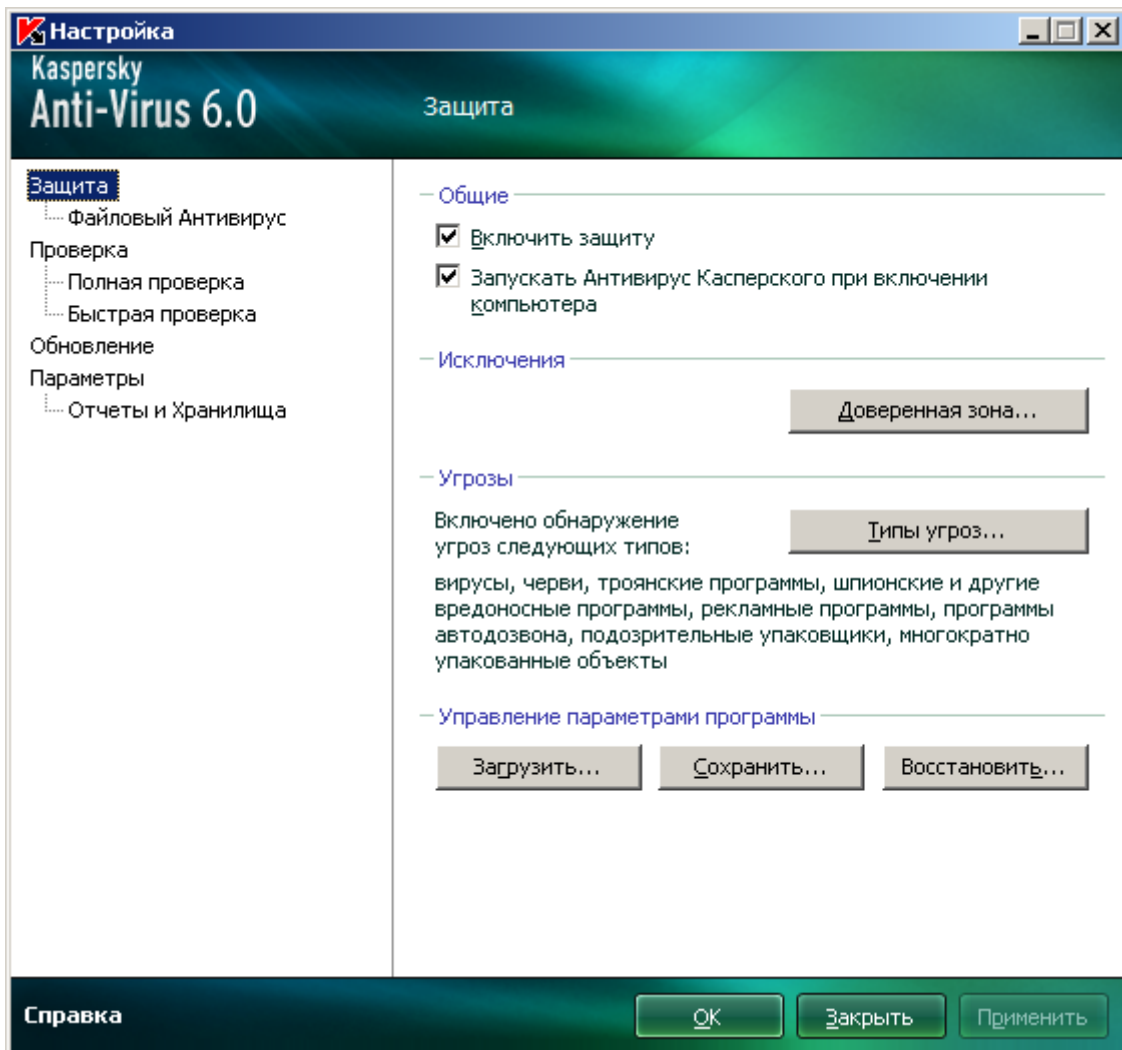 Настройка
Kaspersky
Anti-Virus 6.0
Защита
Защита
Файловый Антивирус
Проверка
Полная проверка
Быстрая проверка
Обновление
Параметры
Отчеты и Хранилища
Общие
Включить защиту
Запускать Антивирус Касперского при включении
компьютера
Исключения
Доверенная зона...
Угрозы
Включено обнаружение
угроз следующих типов:
Типы угроз...
вирусы, черви, троянские программы, шпионские и другие
вредоносные программы, рекламные программы, программы
автодозвона, подозрительные упаковщики, многократно
упакованные объекты
Управление параметрами программы
Загрузить...
Сохранить...
Восстановить...
Справка
OK
Закрыть
Применить